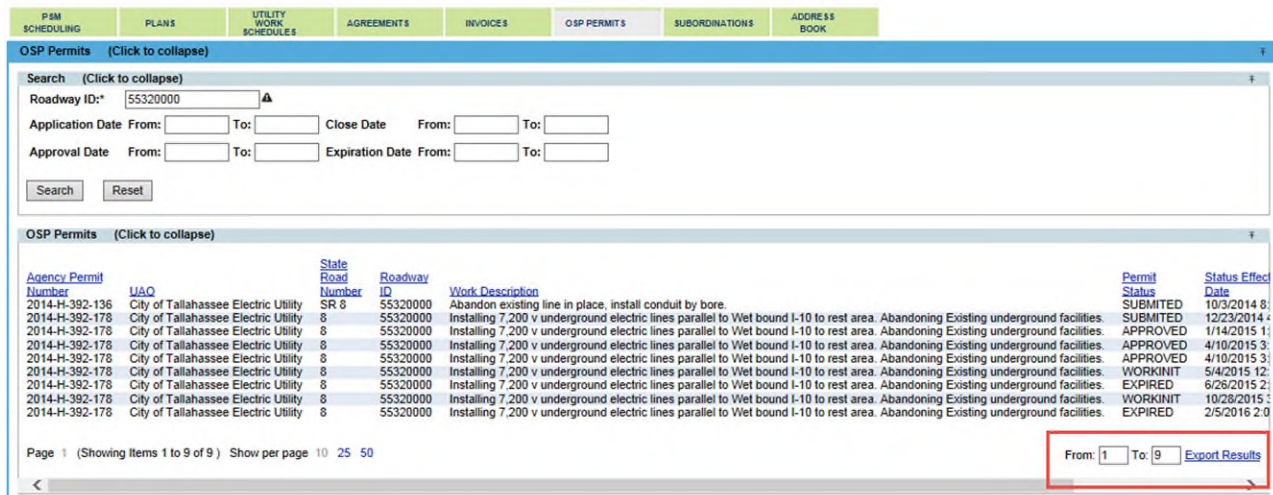 PSM SCHEDULING PLANS UTILITY WORK SCHEDULES AGREEMENTS INVOICES OSP PERMITS SUBORDINATIONS ADDRESS BOOK
OSP Permits (Click to collapse)
Search (Click to collapse)
Roadway ID:* 55320000
Application Date From: To: Close Date From: To:
Approval Date From: To: Expiration Date From: To:
Search Reset
OSP Permits (Click to collapse)
Agency Permit Number UAO State Road Number Roadway ID Work Description Permit Status Status Effect Date
2014-H-392-136 City of Tallahassee Electric Utility SR 8 55320000 Abandon existing line in place, install conduit by bore. SUBMITED 10/3/2014 8:
2014-H-392-178 City of Tallahassee Electric Utility 8 55320000 Installing 7,200 v underground electric lines parallel to Wet bound I-10 to rest area. Abandoning Existing underground facilities. SUBMITED 12/23/2014 4
2014-H-392-178 City of Tallahassee Electric Utility 8 55320000 Installing 7,200 v underground electric lines parallel to Wet bound I-10 to rest area. Abandoning Existing underground facilities. APPROVED 1/14/2015 1:
2014-H-392-178 City of Tallahassee Electric Utility 8 55320000 Installing 7,200 v underground electric lines parallel to Wet bound I-10 to rest area. Abandoning Existing underground facilities. APPROVED 4/10/2015 3:
2014-H-392-178 City of Tallahassee Electric Utility 8 55320000 Installing 7,200 v underground electric lines parallel to Wet bound I-10 to rest area. Abandoning Existing underground facilities. APPROVED 4/10/2015 3:
2014-H-392-178 City of Tallahassee Electric Utility 8 55320000 Installing 7,200 v underground electric lines parallel to Wet bound I-10 to rest area. Abandoning Existing underground facilities. WORKINIT 5/4/2015 12:
2014-H-392-178 City of Tallahassee Electric Utility 8 55320000 Installing 7,200 v underground electric lines parallel to Wet bound I-10 to rest area. Abandoning Existing underground facilities. EXPIRED 6/26/2015 2:
2014-H-392-178 City of Tallahassee Electric Utility 8 55320000 Installing 7,200 v underground electric lines parallel to Wet bound I-10 to rest area. Abandoning Existing underground facilities. WORKINIT 10/28/2015 3
2014-H-392-178 City of Tallahassee Electric Utility 8 55320000 Installing 7,200 v underground electric lines parallel to Wet bound I-10 to rest area. Abandoning Existing underground facilities. EXPIRED 2/5/2016 2:0
Page 1 (Showing Items 1 to 9 of 9 ) Show per page 10 25 50 From: 1 To: 9 Export Results